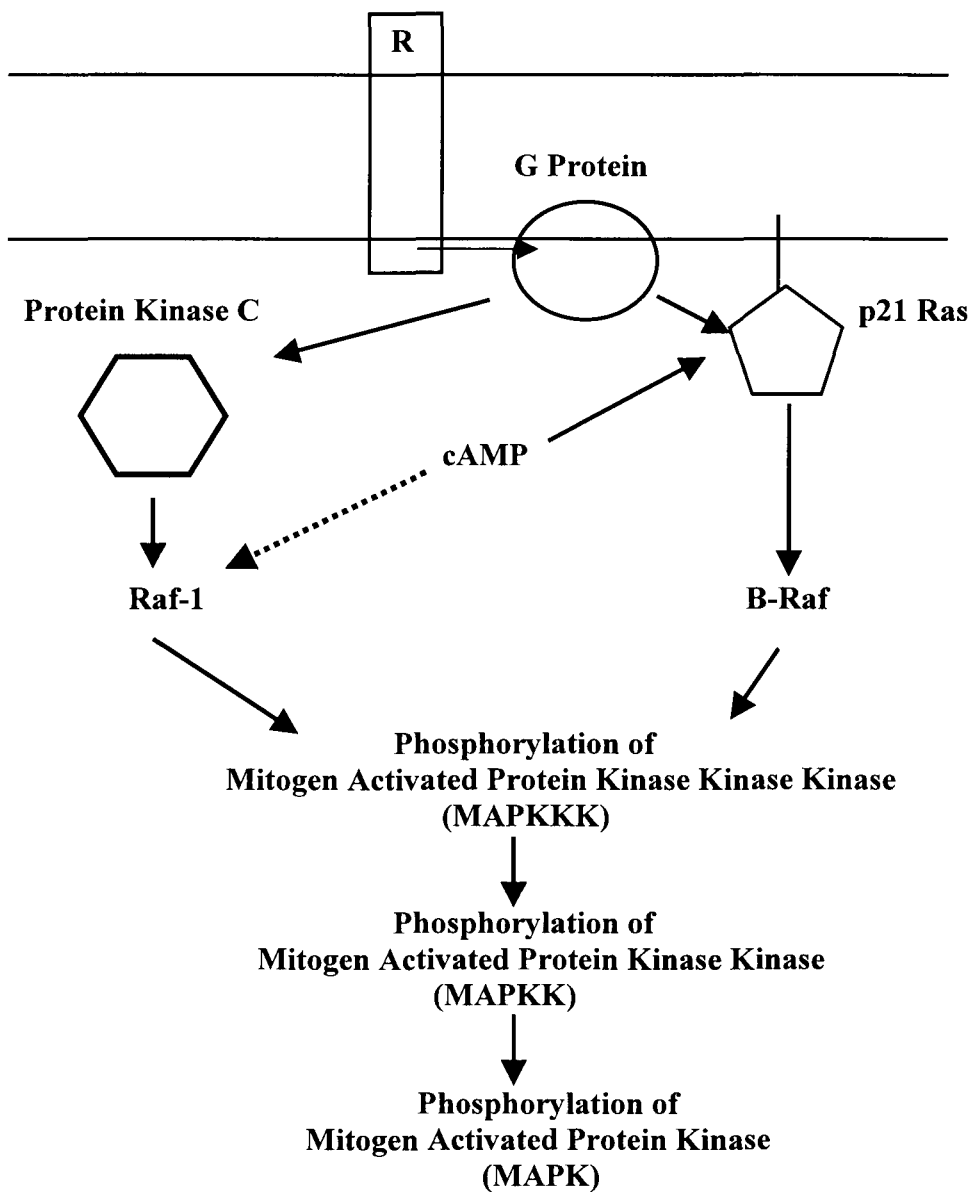 R
G Protein
Protein Kinase C
p21 Ras
cAMP
Raf-1
B-Raf
Phosphorylation of
Mitogen Activated Protein Kinase Kinase Kinase
(MAPKKK)
Phosphorylation of
Mitogen Activated Protein Kinase Kinase
(MAPKK)
Phosphorylation of
Mitogen Activated Protein Kinase
(MAPK)